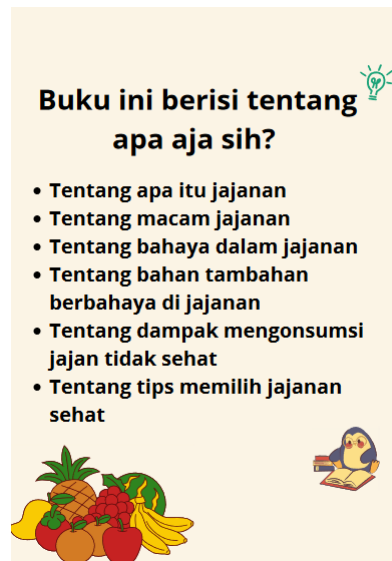 Buku ini berisi tentang
apa aja sih?
• Tentang apa itu jajanan
• Tentang macam jajanan
• Tentang bahaya dalam jajanan
• Tentang bahan tambahan
berbahaya di jajanan
• Tentang dampak mengonsumsi
jajan tidak sehat
• Tentang tips memilih jajanan
sehat